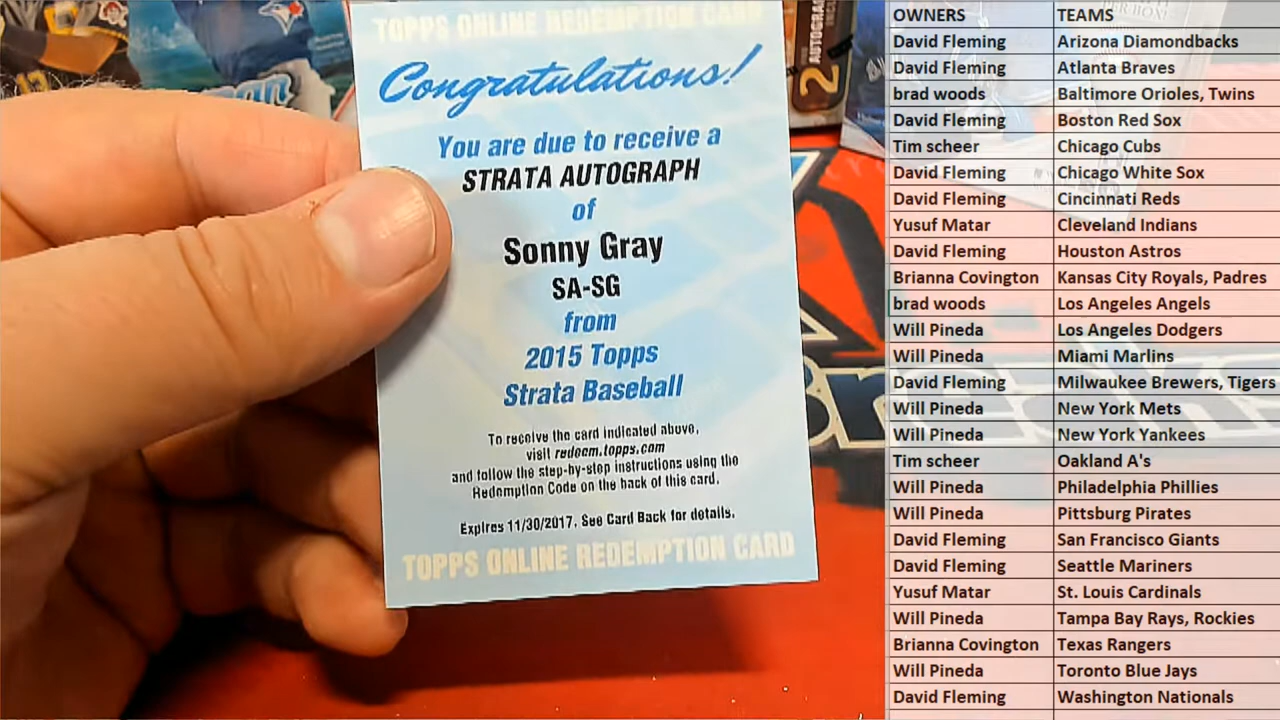 TOPPS ONLINE REDEMPTION CARD
Congratulations!
You are due to receive a
STRATA AUTOGRAPH
of
Sonny Gray
SA-SG
from
2015 Topps
Strata Baseball
To receive the card indicated above,
visit redeem.topps.com
and follow the step-by-step instructions using the
Redemption Code on the back of this card.
Expires 11/30/2017. See Card Back for details.
TOPPS ONLINE REDEMPTION CARD
2 AUTOGRAPH
OWNERS TEAMS
David Fleming Arizona Diamondbacks
David Fleming Atlanta Braves
brad woods Baltimore Orioles, Twins
David Fleming Boston Red Sox
Tim scheer Chicago Cubs
David Fleming Chicago White Sox
David Fleming Cincinnati Reds
Yusuf Matar Cleveland Indians
David Fleming Houston Astros
Brianna Covington Kansas City Royals, Padres
brad woods Los Angeles Angels
Will Pineda Los Angeles Dodgers
Will Pineda Miami Marlins
David Fleming Milwaukee Brewers, Tigers
Will Pineda New York Mets
Will Pineda New York Yankees
Tim scheer Oakland A's
Will Pineda Philadelphia Phillies
Will Pineda Pittsburg Pirates
David Fleming San Francisco Giants
David Fleming Seattle Mariners
Yusuf Matar St. Louis Cardinals
Will Pineda Tampa Bay Rays, Rockies
Brianna Covington Texas Rangers
Will Pineda Toronto Blue Jays
David Fleming Washington Nationals